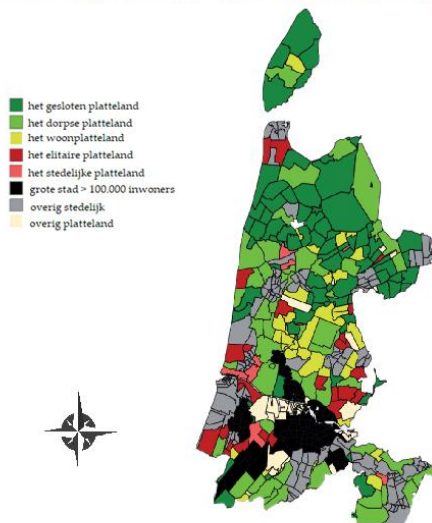 het gesloten platteland
het dorpse platteland
het woonplatteland
het elitaire platteland
het stedelijke platteland
grote stad > 100.000 inwoners
overig stedelijk
overig platteland